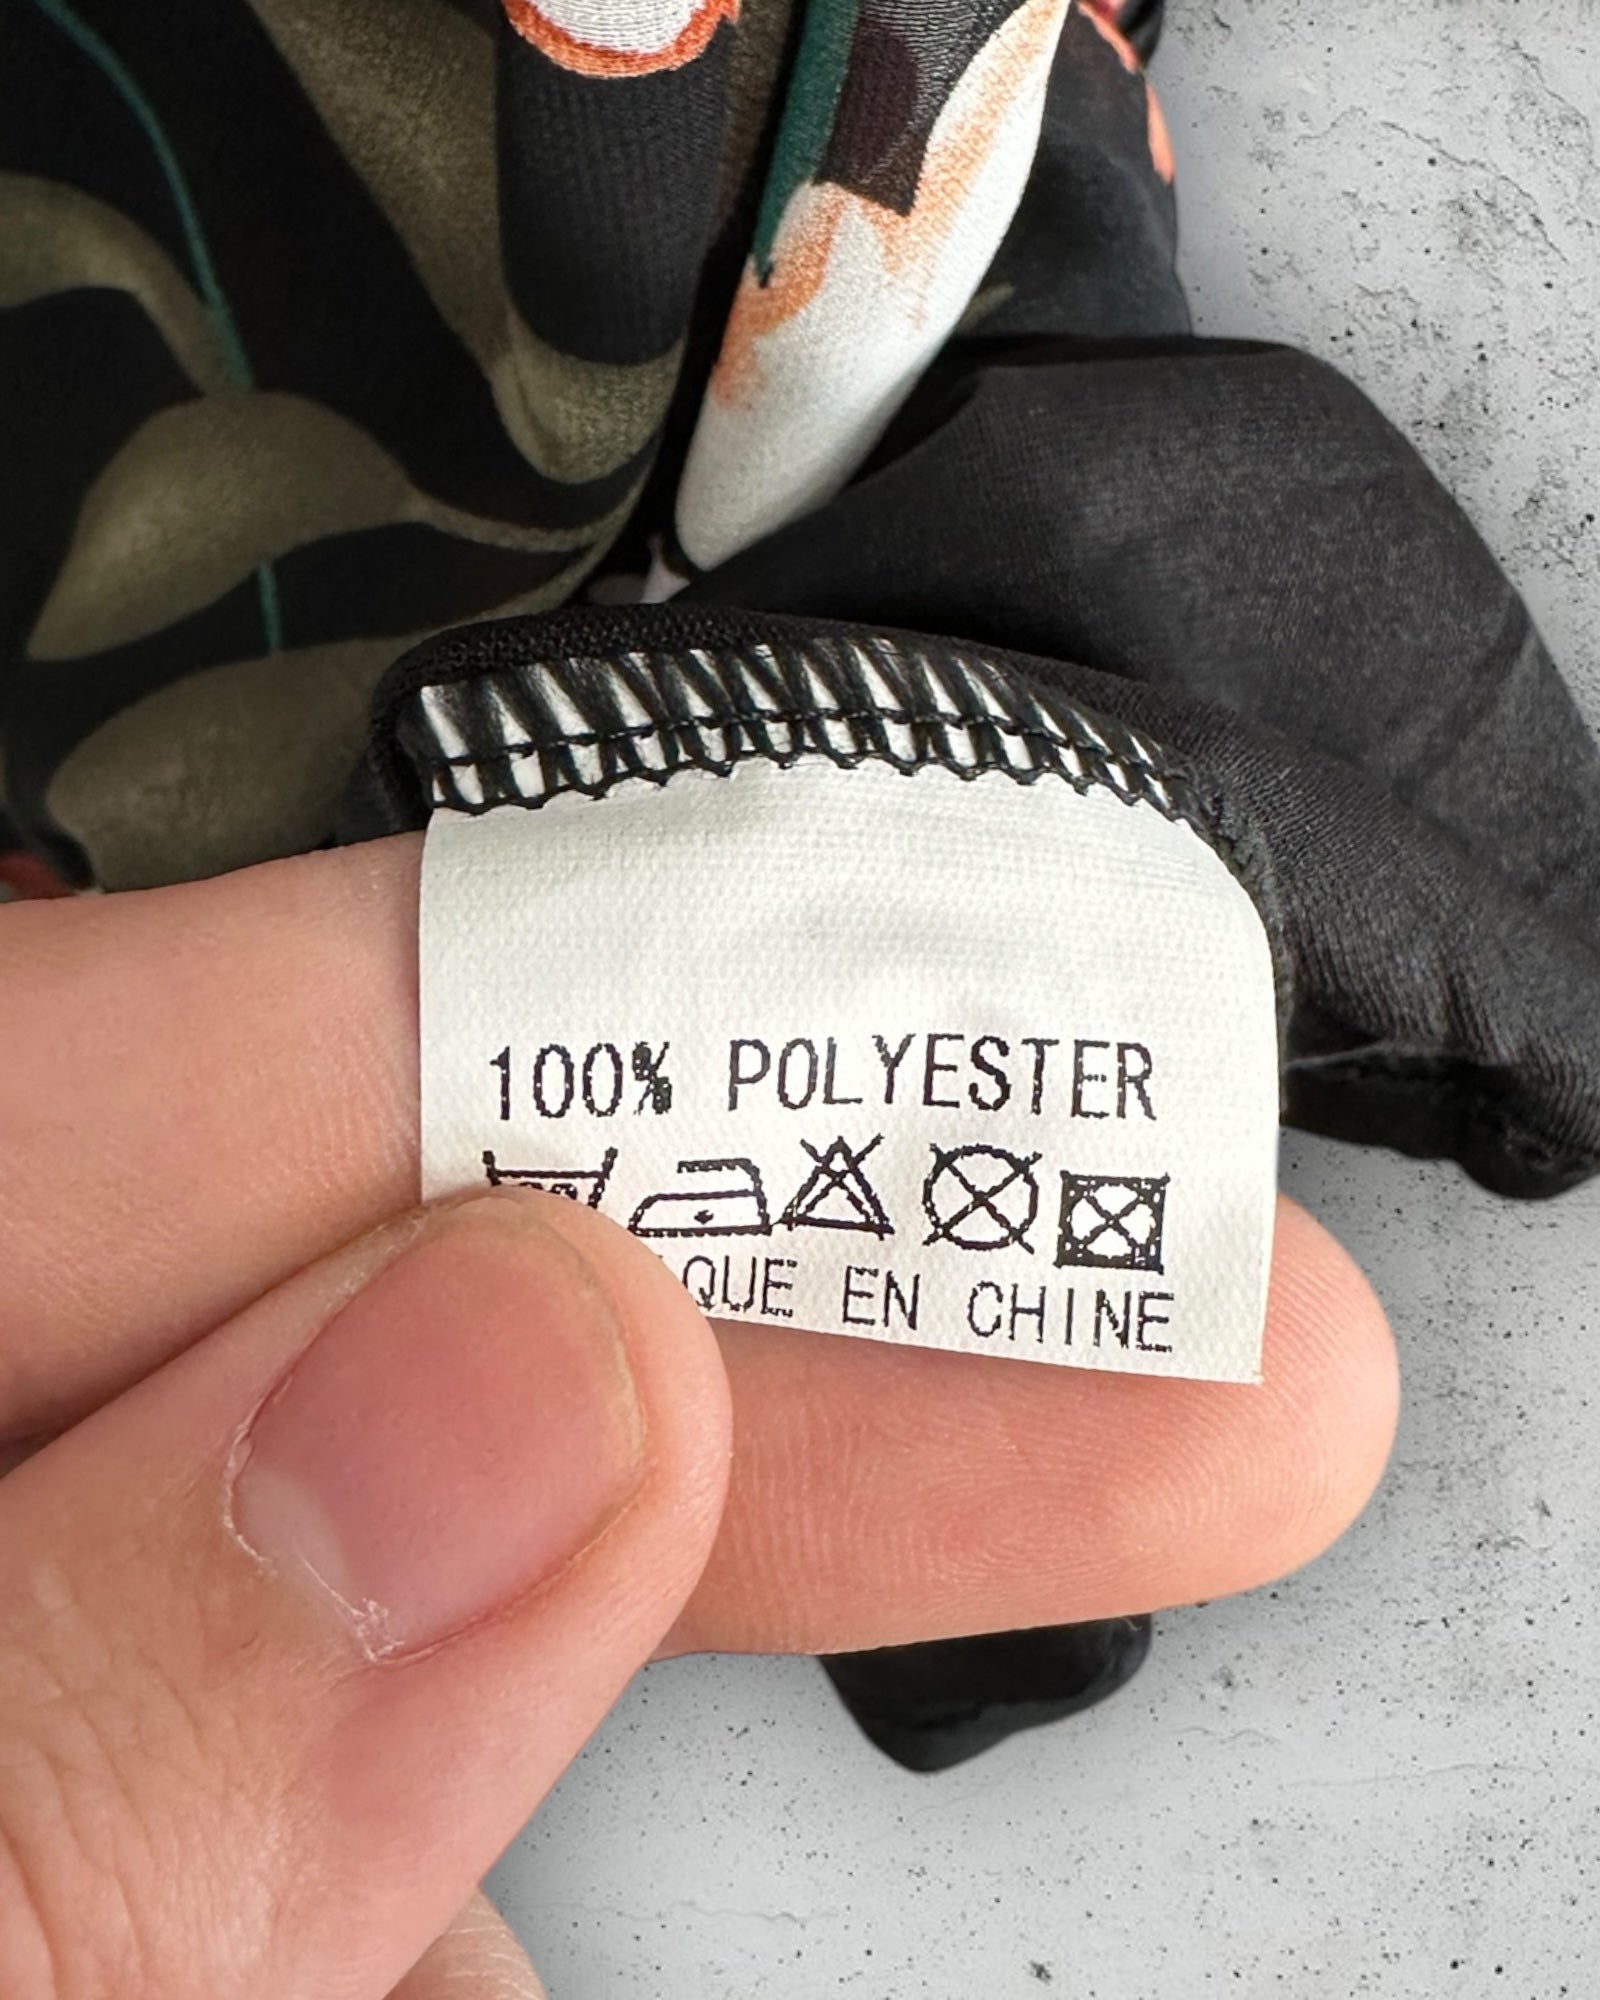 100% POLYESTER
QUE EN CHINE